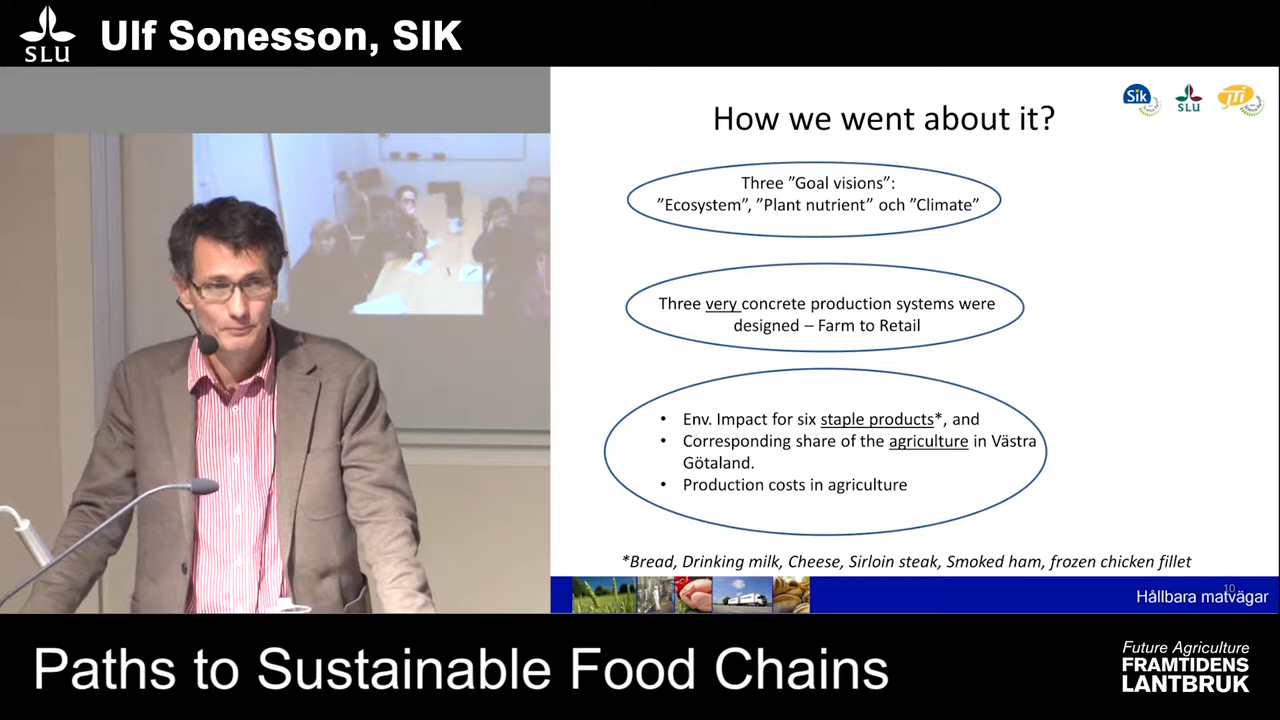 SLU
Ulf Sonesson, SIK
Sik
SLU
JTI
How we went about it?
Three ”Goal visions”:
”Ecosystem”, ”Plant nutrient” och ”Climate”
Three very concrete production systems were
designed – Farm to Retail
• Env. Impact for six staple products*, and
• Corresponding share of the agriculture in Västra
Götaland.
• Production costs in agriculture
*Bread, Drinking milk, Cheese, Sirloin steak, Smoked ham, frozen chicken fillet
10
Hållbara matvägar
Paths to Sustainable Food Chains
Future Agriculture
FRAMTIDENS
LANTBRUK